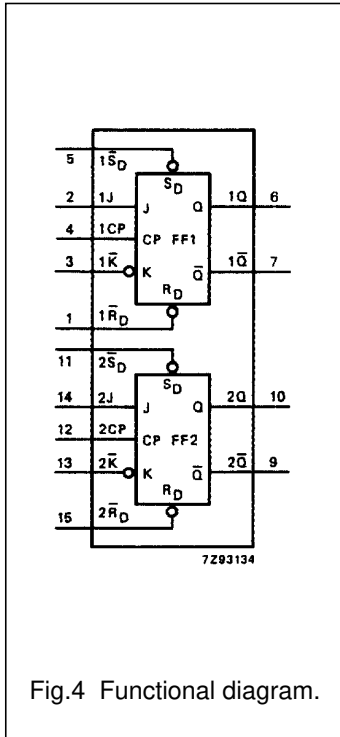 5 1S̅D
SD
2 1J J Q 1Q 6
4 1CP CP FF1
3 1K̅ K Q̅ 1Q̅ 7
RD
1 1R̅D
11 2S̅D
SD
14 2J J Q 2Q 10
12 2CP CP FF2
13 2K̅ K Q̅ 2Q̅ 9
RD
15 2R̅D
7Z93134
Fig.4 Functional diagram.